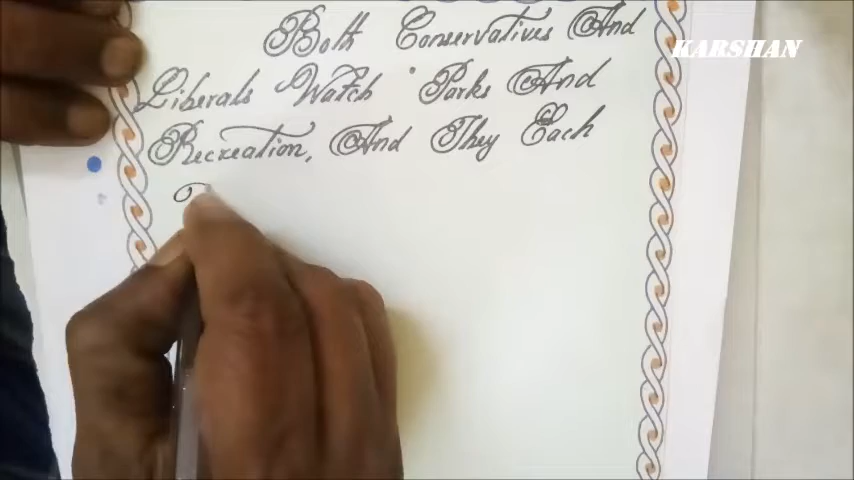 KARSHAN
Both Conservatives And
Liberals Watch Parks And
Recreation, And They Each